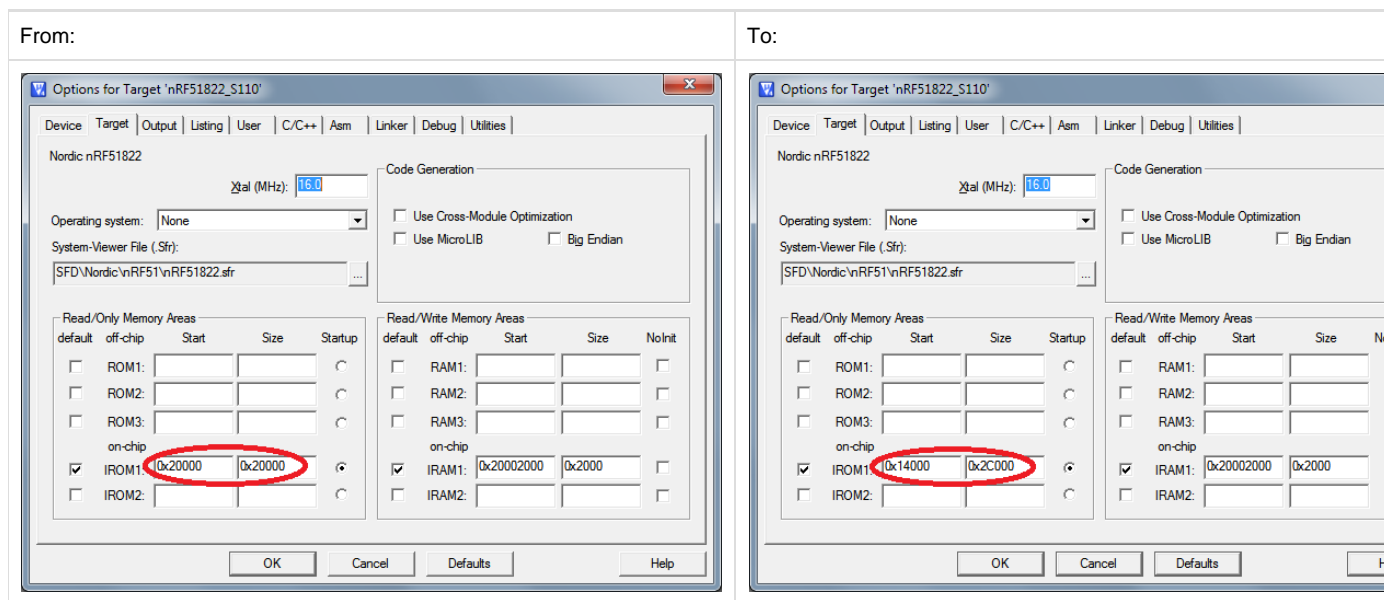 From:
To:
Options for Target 'nRF51822_S110'
Device Target Output Listing User C/C++ Asm Linker Debug Utilities
Nordic nRF51822
Xtal (MHz): 16.0
Operating system: None
System-Viewer File (.Sfr):
SFD\Nordic\nRF51\nRF51822.sfr ...
Code Generation
Use Cross-Module Optimization
Use MicroLIB Big Endian
Read/Only Memory Areas
default off-chip Start Size Startup
ROM1:
ROM2:
ROM3:
on-chip
IROM1: 0x20000 0x20000
IROM2:
Read/Write Memory Areas
default off-chip Start Size NoInit
RAM1:
RAM2:
RAM3:
on-chip
IRAM1: 0x20002000 0x2000
IRAM2:
OK Cancel Defaults Help
Options for Target 'nRF51822_S110'
Device Target Output Listing User C/C++ Asm Linker Debug Utilities
Nordic nRF51822
Xtal (MHz): 16.0
Operating system: None
System-Viewer File (.Sfr):
SFD\Nordic\nRF51\nRF51822.sfr ...
Code Generation
Use Cross-Module Optimization
Use MicroLIB Big Endian
Read/Only Memory Areas
default off-chip Start Size Startup
ROM1:
ROM2:
ROM3:
on-chip
IROM1: 0x14000 0x2C000
IROM2:
Read/Write Memory Areas
default off-chip Start Size
RAM1:
RAM2:
RAM3:
on-chip
IRAM1: 0x20002000 0x2000
IRAM2:
OK Cancel Defaults